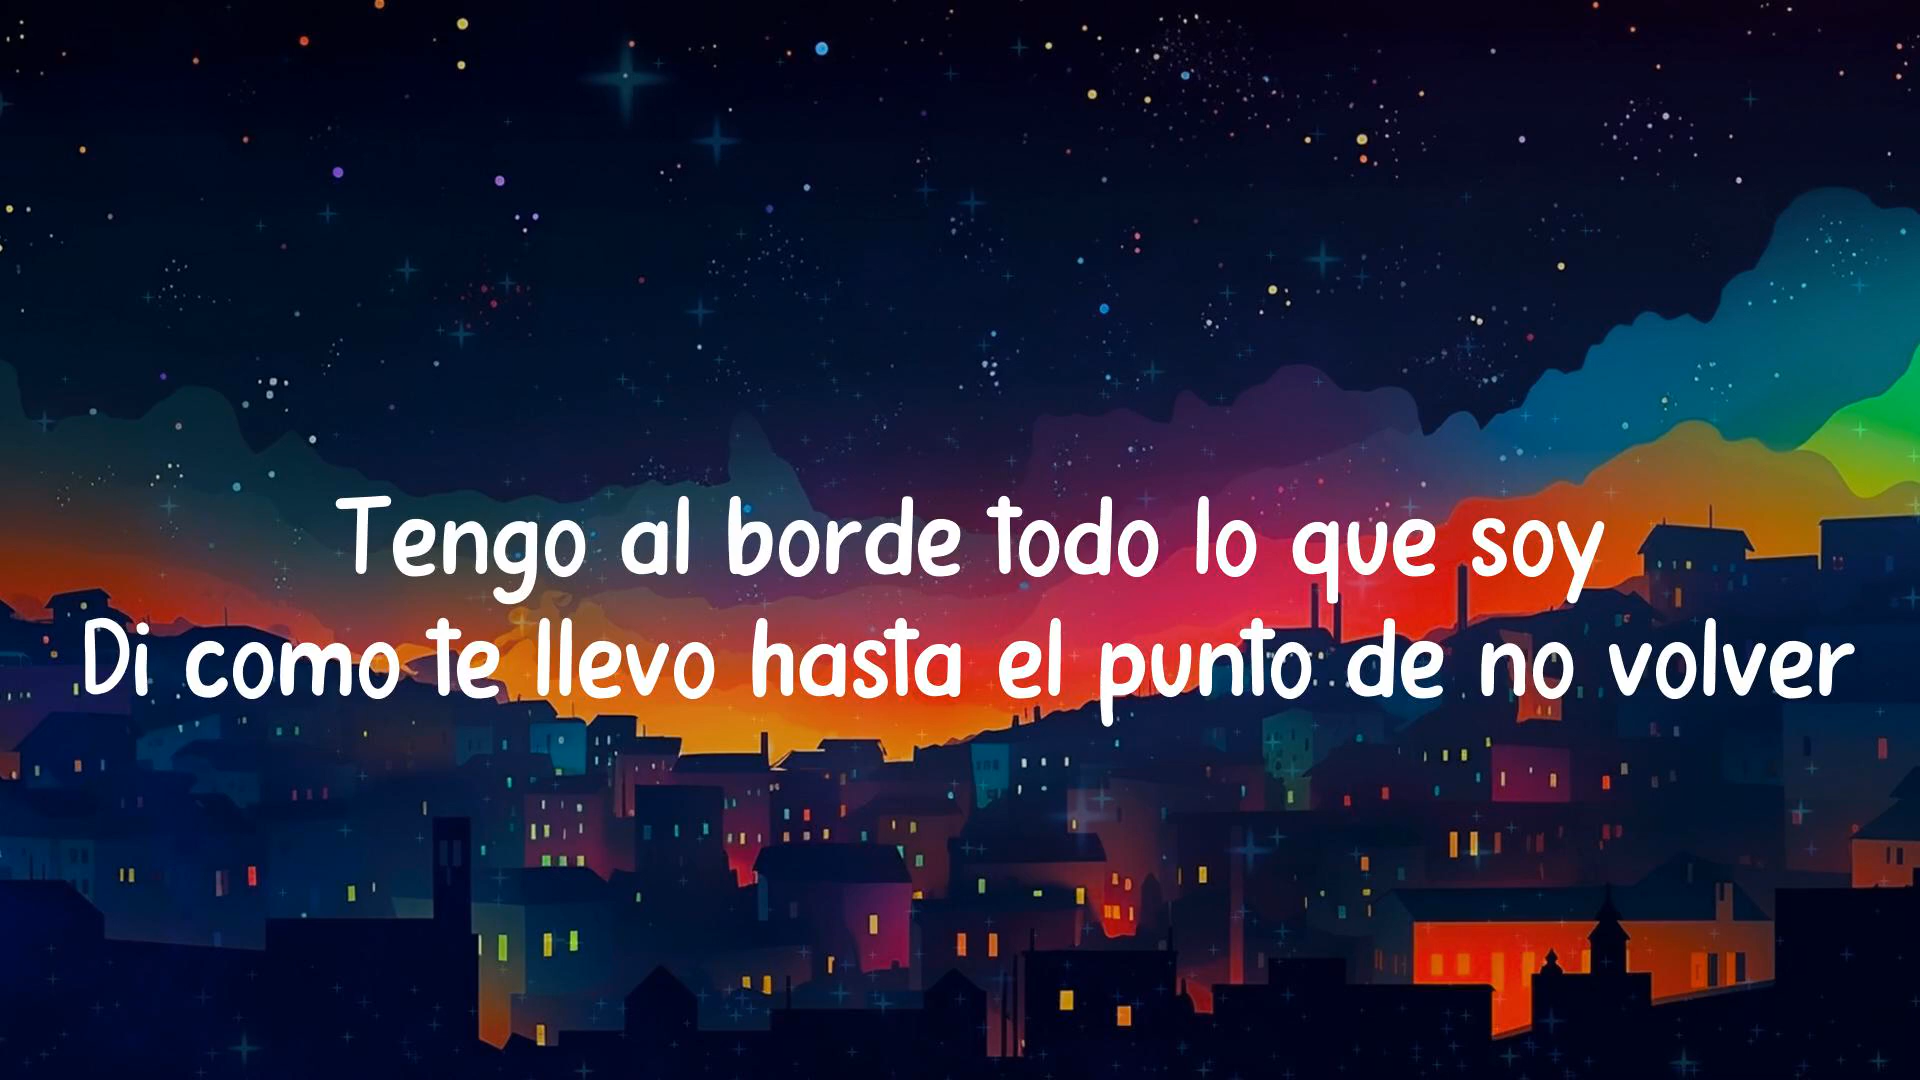 Tengo al borde todo lo que soy
Di como te llevo hasta el punto de no volver